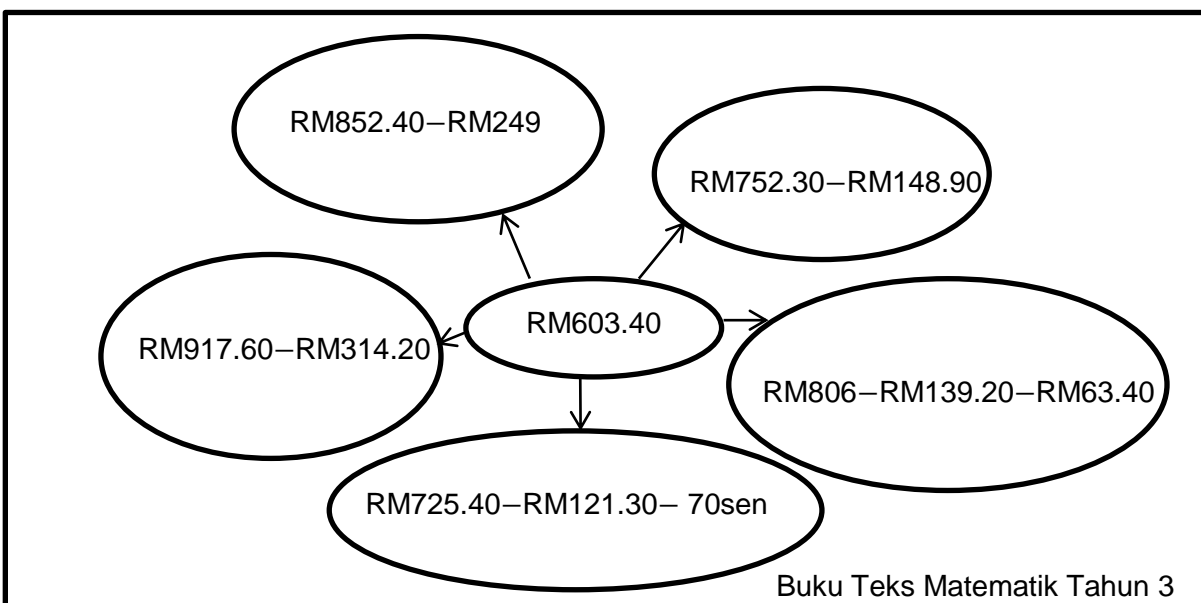 RM852.40–RM249
RM752.30–RM148.90
RM603.40
RM917.60–RM314.20
RM806–RM139.20–RM63.40
RM725.40–RM121.30– 70sen
Buku Teks Matematik Tahun 3